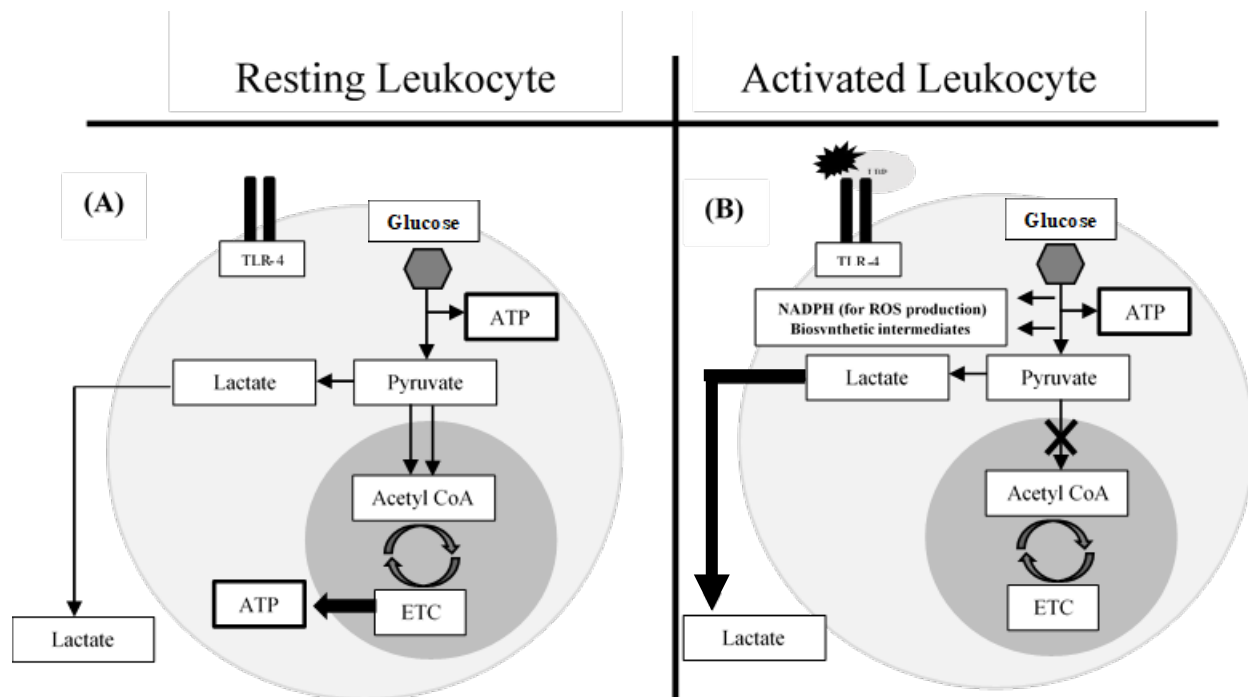 Resting Leukocyte
Activated Leukocyte
(A)
TLR-4
Glucose
ATP
Lactate
Pyruvate
Acetyl CoA
ATP
ETC
Lactate
(B)
TLR-4
Glucose
NADPH (for ROS production)
Biosynthetic intermediates
ATP
Lactate
Pyruvate
Acetyl CoA
ETC
Lactate